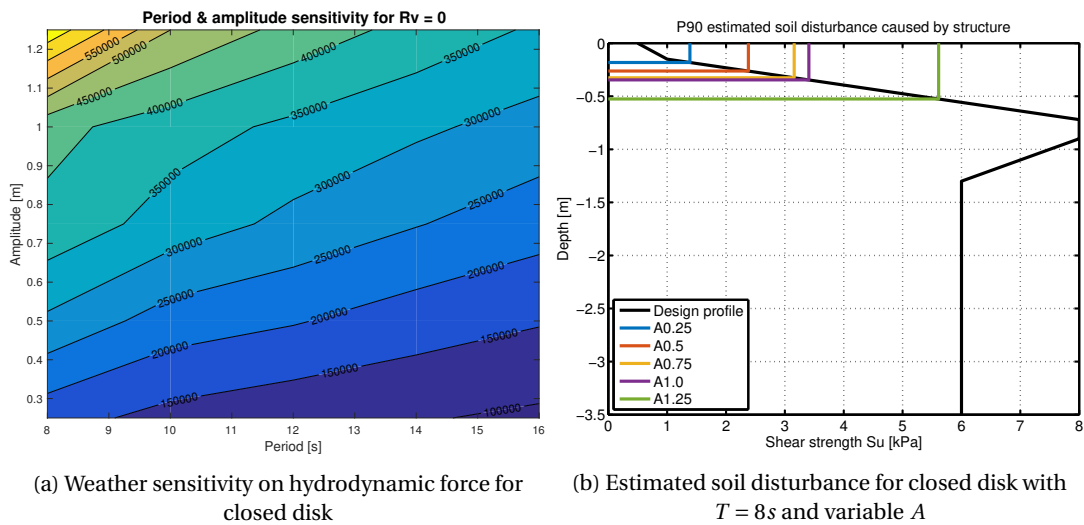 Period & amplitude sensitivity for Rv = 0
1.2
1.1
1
0.9
0.8
0.7
0.6
0.5
0.4
0.3
Amplitude [m]
550000
500000
450000
400000
400000
350000
350000
350000
300000
300000
300000
250000
250000
250000
200000
200000
200000
150000
150000
150000
100000
8 9 10 11 12 13 14 15 16
Period [s]
(a) Weather sensitivity on hydrodynamic force for
closed disk
P90 estimated soil disturbance caused by structure
0
−0.5
−1
−1.5
−2
−2.5
−3
−3.5
Depth [m]
Design profile
A0.25
A0.5
A0.75
A1.0
A1.25
0 1 2 3 4 5 6 7 8
Shear strength Su [kPa]
(b) Estimated soil disturbance for closed disk with
T = 8s and variable A